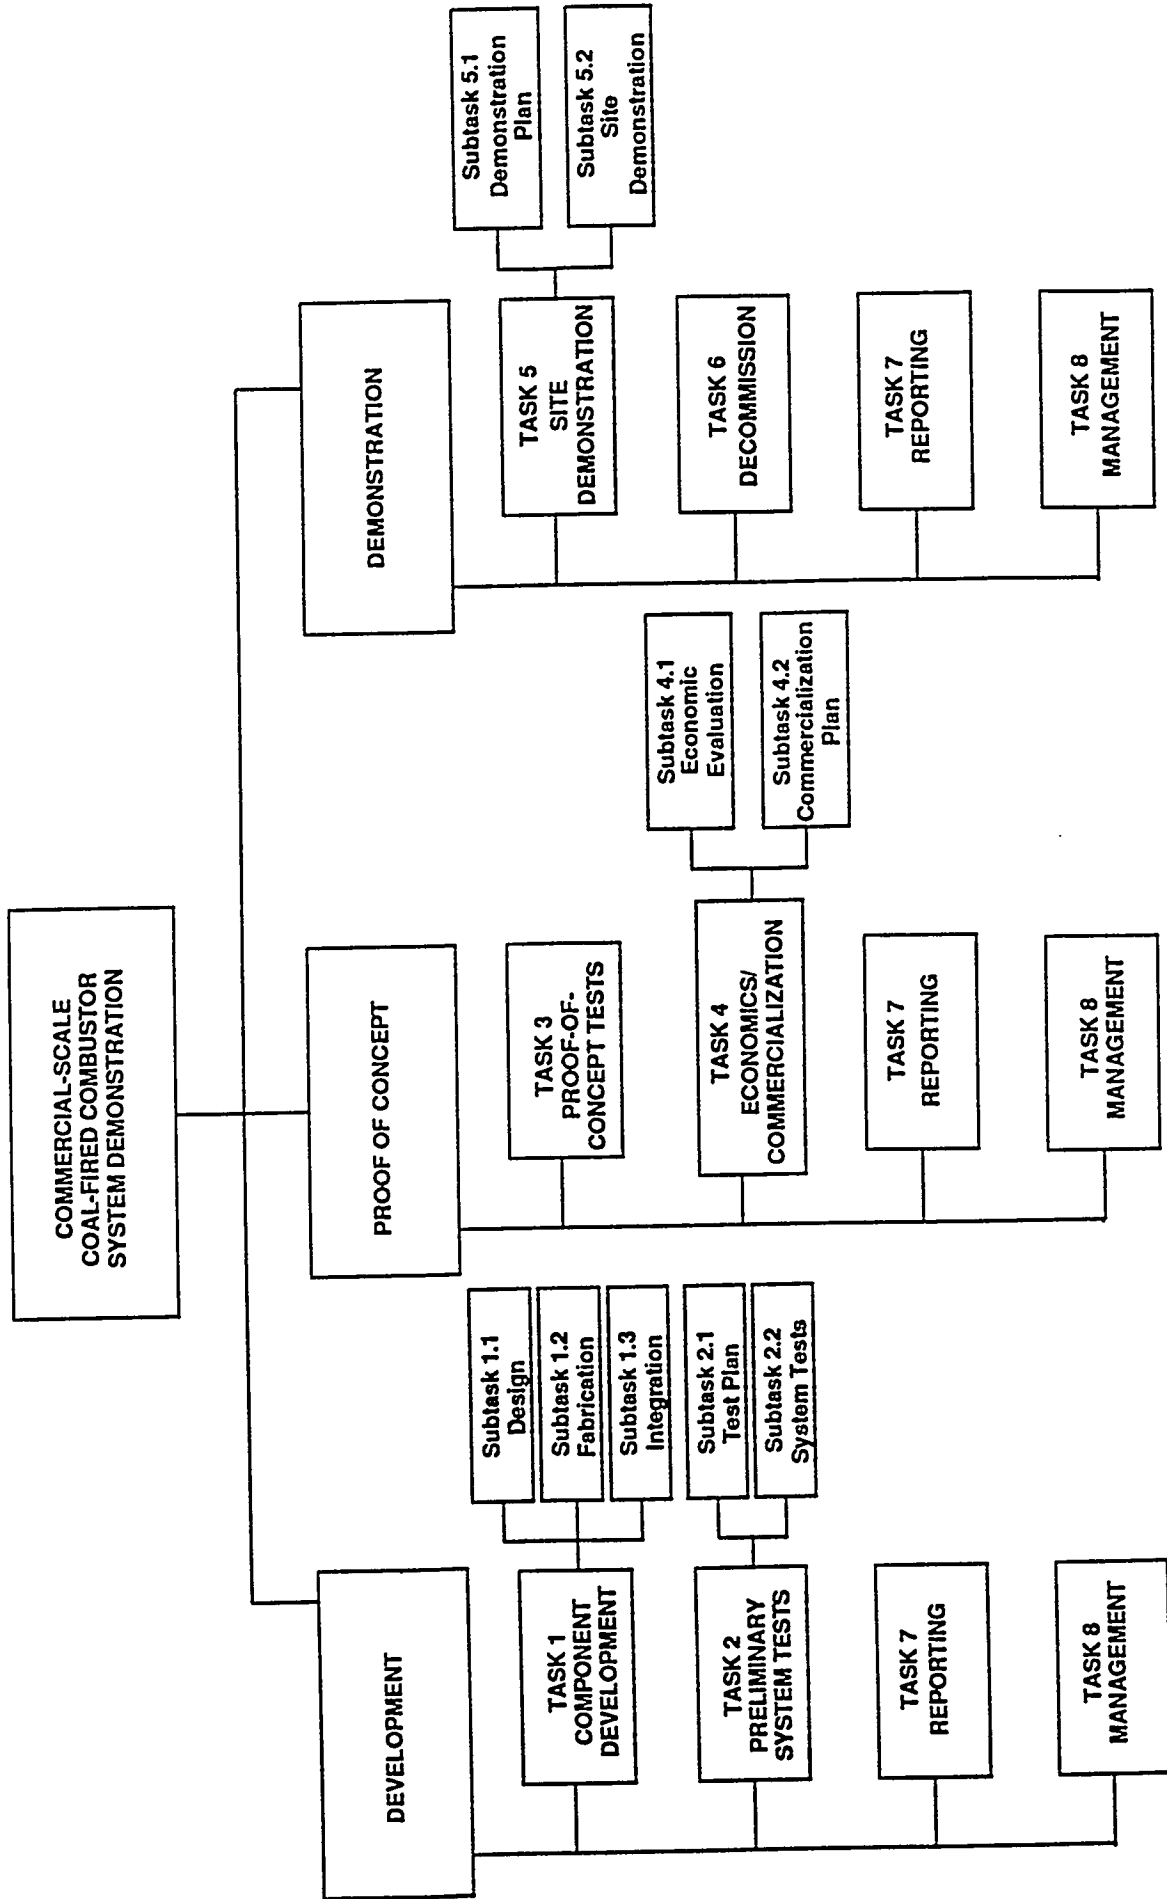 COMMERCIAL-SCALE
COAL-FIRED COMBUSTOR
SYSTEM DEMONSTRATION
DEVELOPMENT
TASK 1
COMPONENT
DEVELOPMENT
Subtask 1.1
Design
Subtask 1.2
Fabrication
Subtask 1.3
Integration
TASK 2
PRELIMINARY
SYSTEM TESTS
Subtask 2.1
Test Plan
Subtask 2.2
System Tests
TASK 7
REPORTING
TASK 8
MANAGEMENT
PROOF OF CONCEPT
TASK 3
PROOF-OF-
CONCEPT TESTS
TASK 4
ECONOMICS/
COMMERCIALIZATION
Subtask 4.1
Economic
Evaluation
Subtask 4.2
Commercialization
Plan
TASK 7
REPORTING
TASK 8
MANAGEMENT
DEMONSTRATION
TASK 5
SITE
DEMONSTRATION
Subtask 5.1
Demonstration
Plan
Subtask 5.2
Site
Demonstration
TASK 6
DECOMMISSION
TASK 7
REPORTING
TASK 8
MANAGEMENT